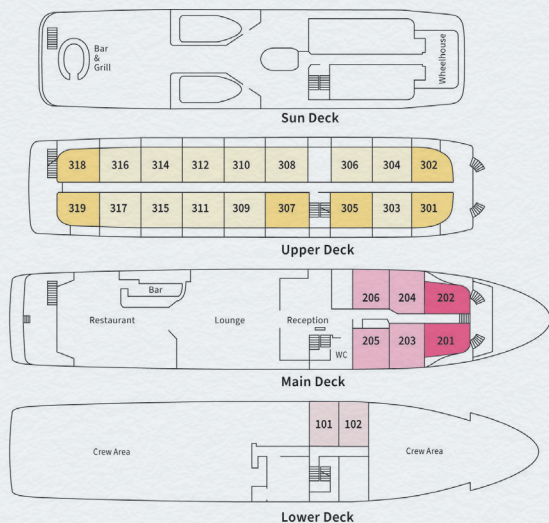 Bar
&
Grill
Wheelhouse
Sun Deck
318 316 314 312 310 308 306 304 302
319 317 315 311 309 307 305 303 301
Upper Deck
Bar
206 204 202
Restaurant Lounge Reception
205 203 201
WC
Main Deck
101 102
Crew Area Crew Area
Lower Deck